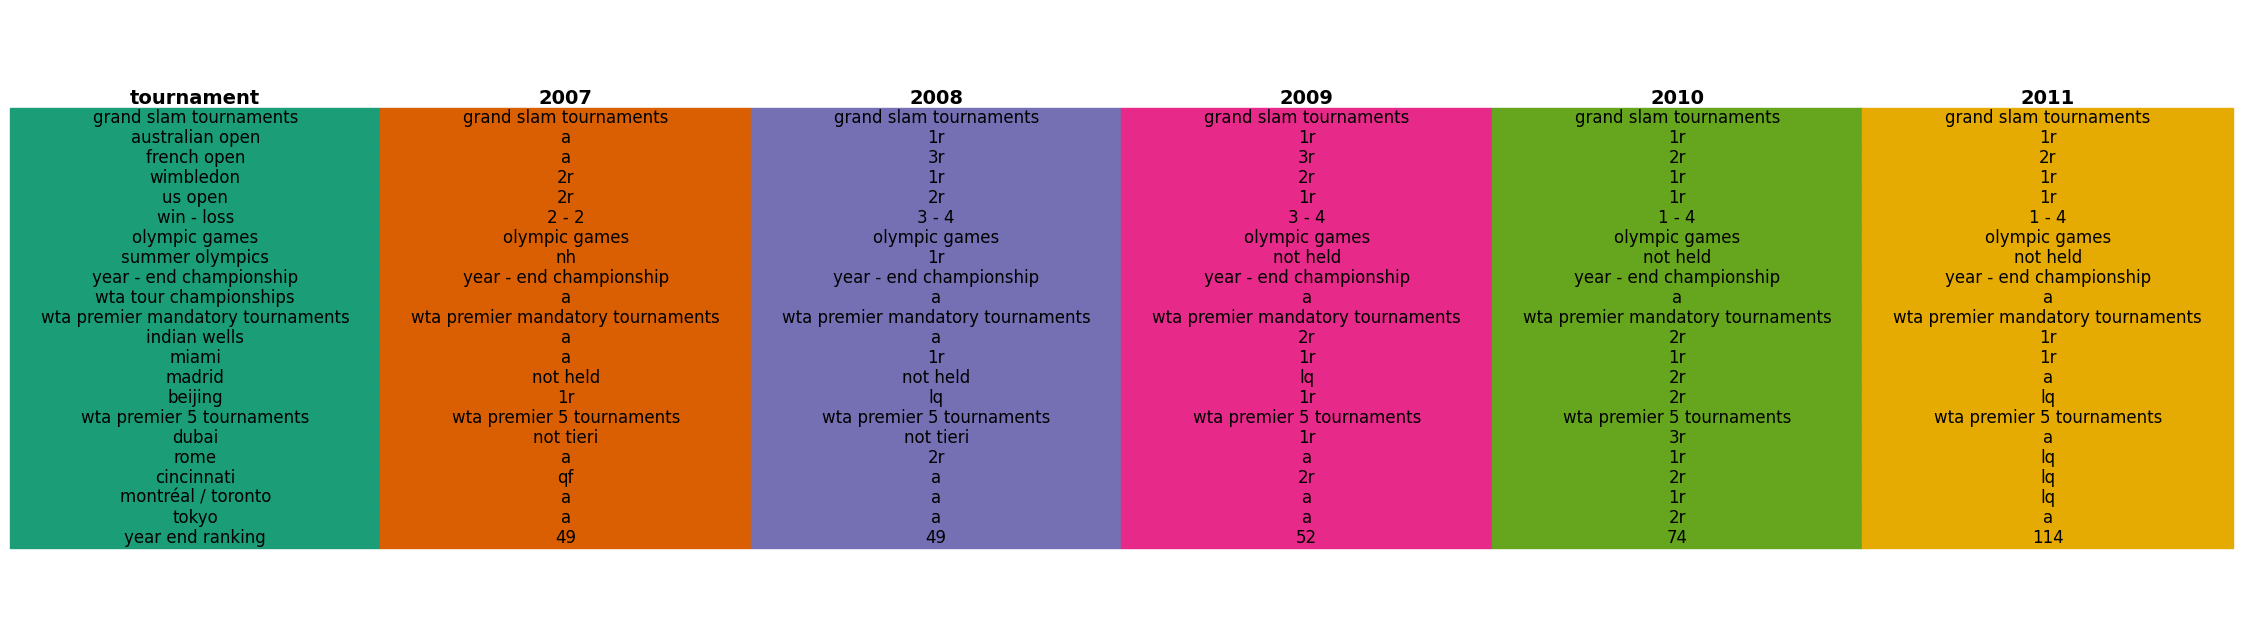 tournament 2007 2008 2009 2010 2011
grand slam tournaments grand slam tournaments grand slam tournaments grand slam tournaments grand slam tournaments grand slam tournaments
australian open a 1r 1r 1r 1r
french open a 3r 3r 2r 2r
wimbledon 2r 1r 2r 1r 1r
us open 2r 2r 1r 1r 1r
win - loss 2 - 2 3 - 4 3 - 4 1 - 4 1 - 4
olympic games olympic games olympic games olympic games olympic games olympic games
summer olympics nh 1r not held not held not held
year - end championship year - end championship year - end championship year - end championship year - end championship year - end championship
wta tour championships a a a a a
wta premier mandatory tournaments wta premier mandatory tournaments wta premier mandatory tournaments wta premier mandatory tournaments wta premier mandatory tournaments wta premier mandatory tournaments
indian wells a a 2r 2r 1r
miami a 1r 1r 1r 1r
madrid not held not held lq 2r a
beijing 1r lq 1r 2r lq
wta premier 5 tournaments wta premier 5 tournaments wta premier 5 tournaments wta premier 5 tournaments wta premier 5 tournaments wta premier 5 tournaments
dubai not tieri not tieri 1r 3r a
rome a 2r a 1r lq
cincinnati qf a 2r 2r lq
montréal / toronto a a a 1r lq
tokyo a a a 2r a
year end ranking 49 49 52 74 114